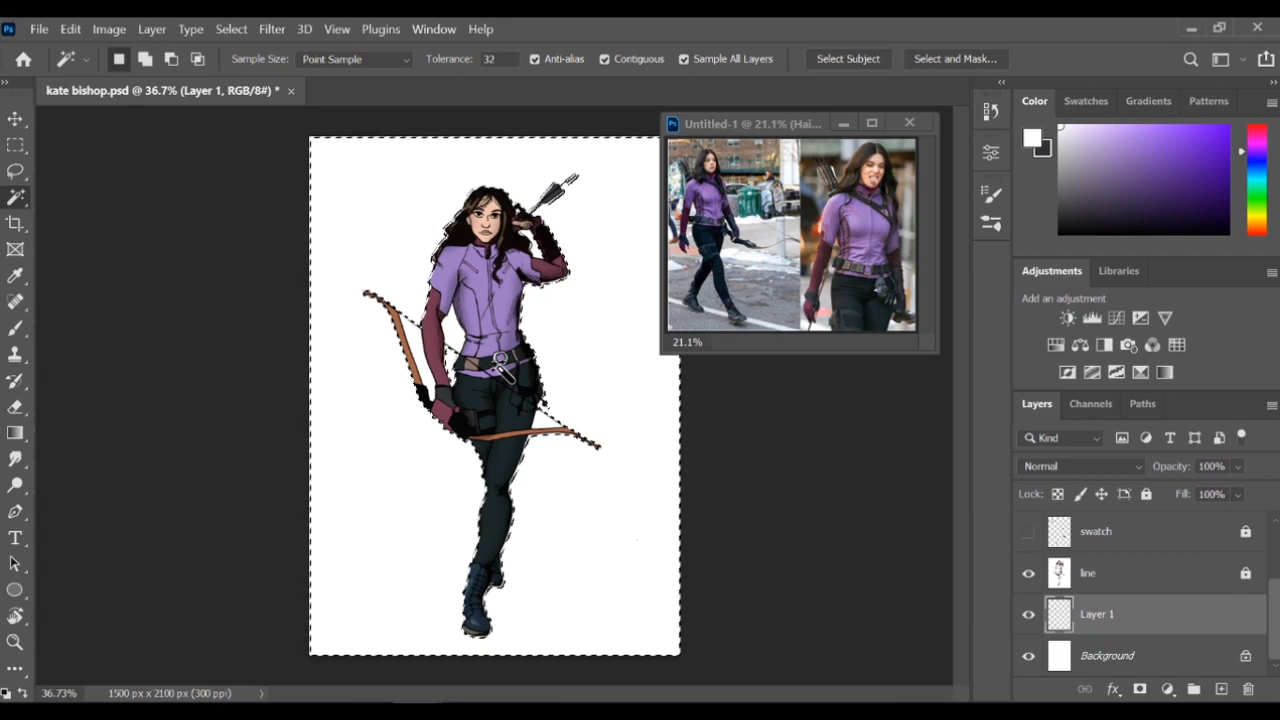 Ps File Edit Image Layer Type Select Filter 3D View Plugins Window Help
Sample Size: Point Sample Tolerance: 32 Anti-alias Contiguous Sample All Layers Select Subject Select and Mask...
kate bishop.psd @ 36.7% (Layer 1, RGB/8#) *
Ps Untitled-1 @ 21.1% (Hai...
21.1%
Color Swatches Gradients Patterns
Adjustments Libraries
Add an adjustment
Layers Channels Paths
Kind
Normal Opacity: 100%
Lock: Fill: 100%
swatch
line
Layer 1
Background
fx
36.73% 1500 px x 2100 px (300 ppi)